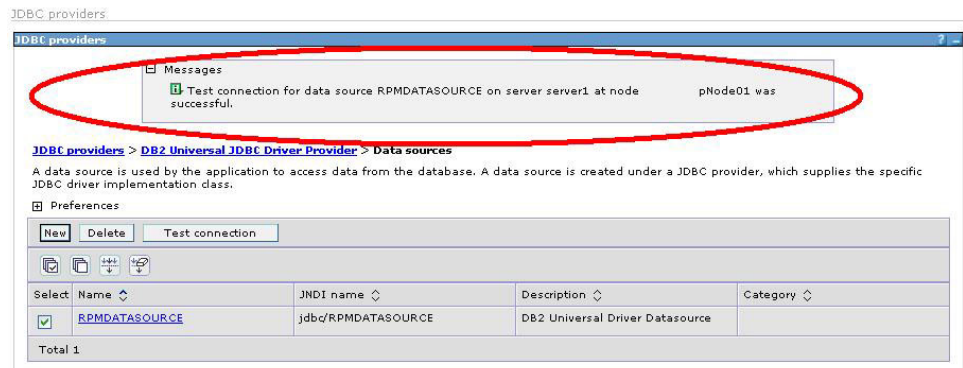 JDBC providers
JDBC providers ? –
Messages
Test connection for data source RPMDATASOURCE on server server1 at node pNode01 was
successful.
JDBC providers > DB2 Universal JDBC Driver Provider > Data sources
A data source is used by the application to access data from the database. A data source is created under a JDBC provider, which supplies the specific
JDBC driver implementation class.
Preferences
New Delete Test connection
Select Name JNDI name Description Category
RPMDATASOURCE jdbc/RPMDATASOURCE DB2 Universal Driver Datasource
Total 1